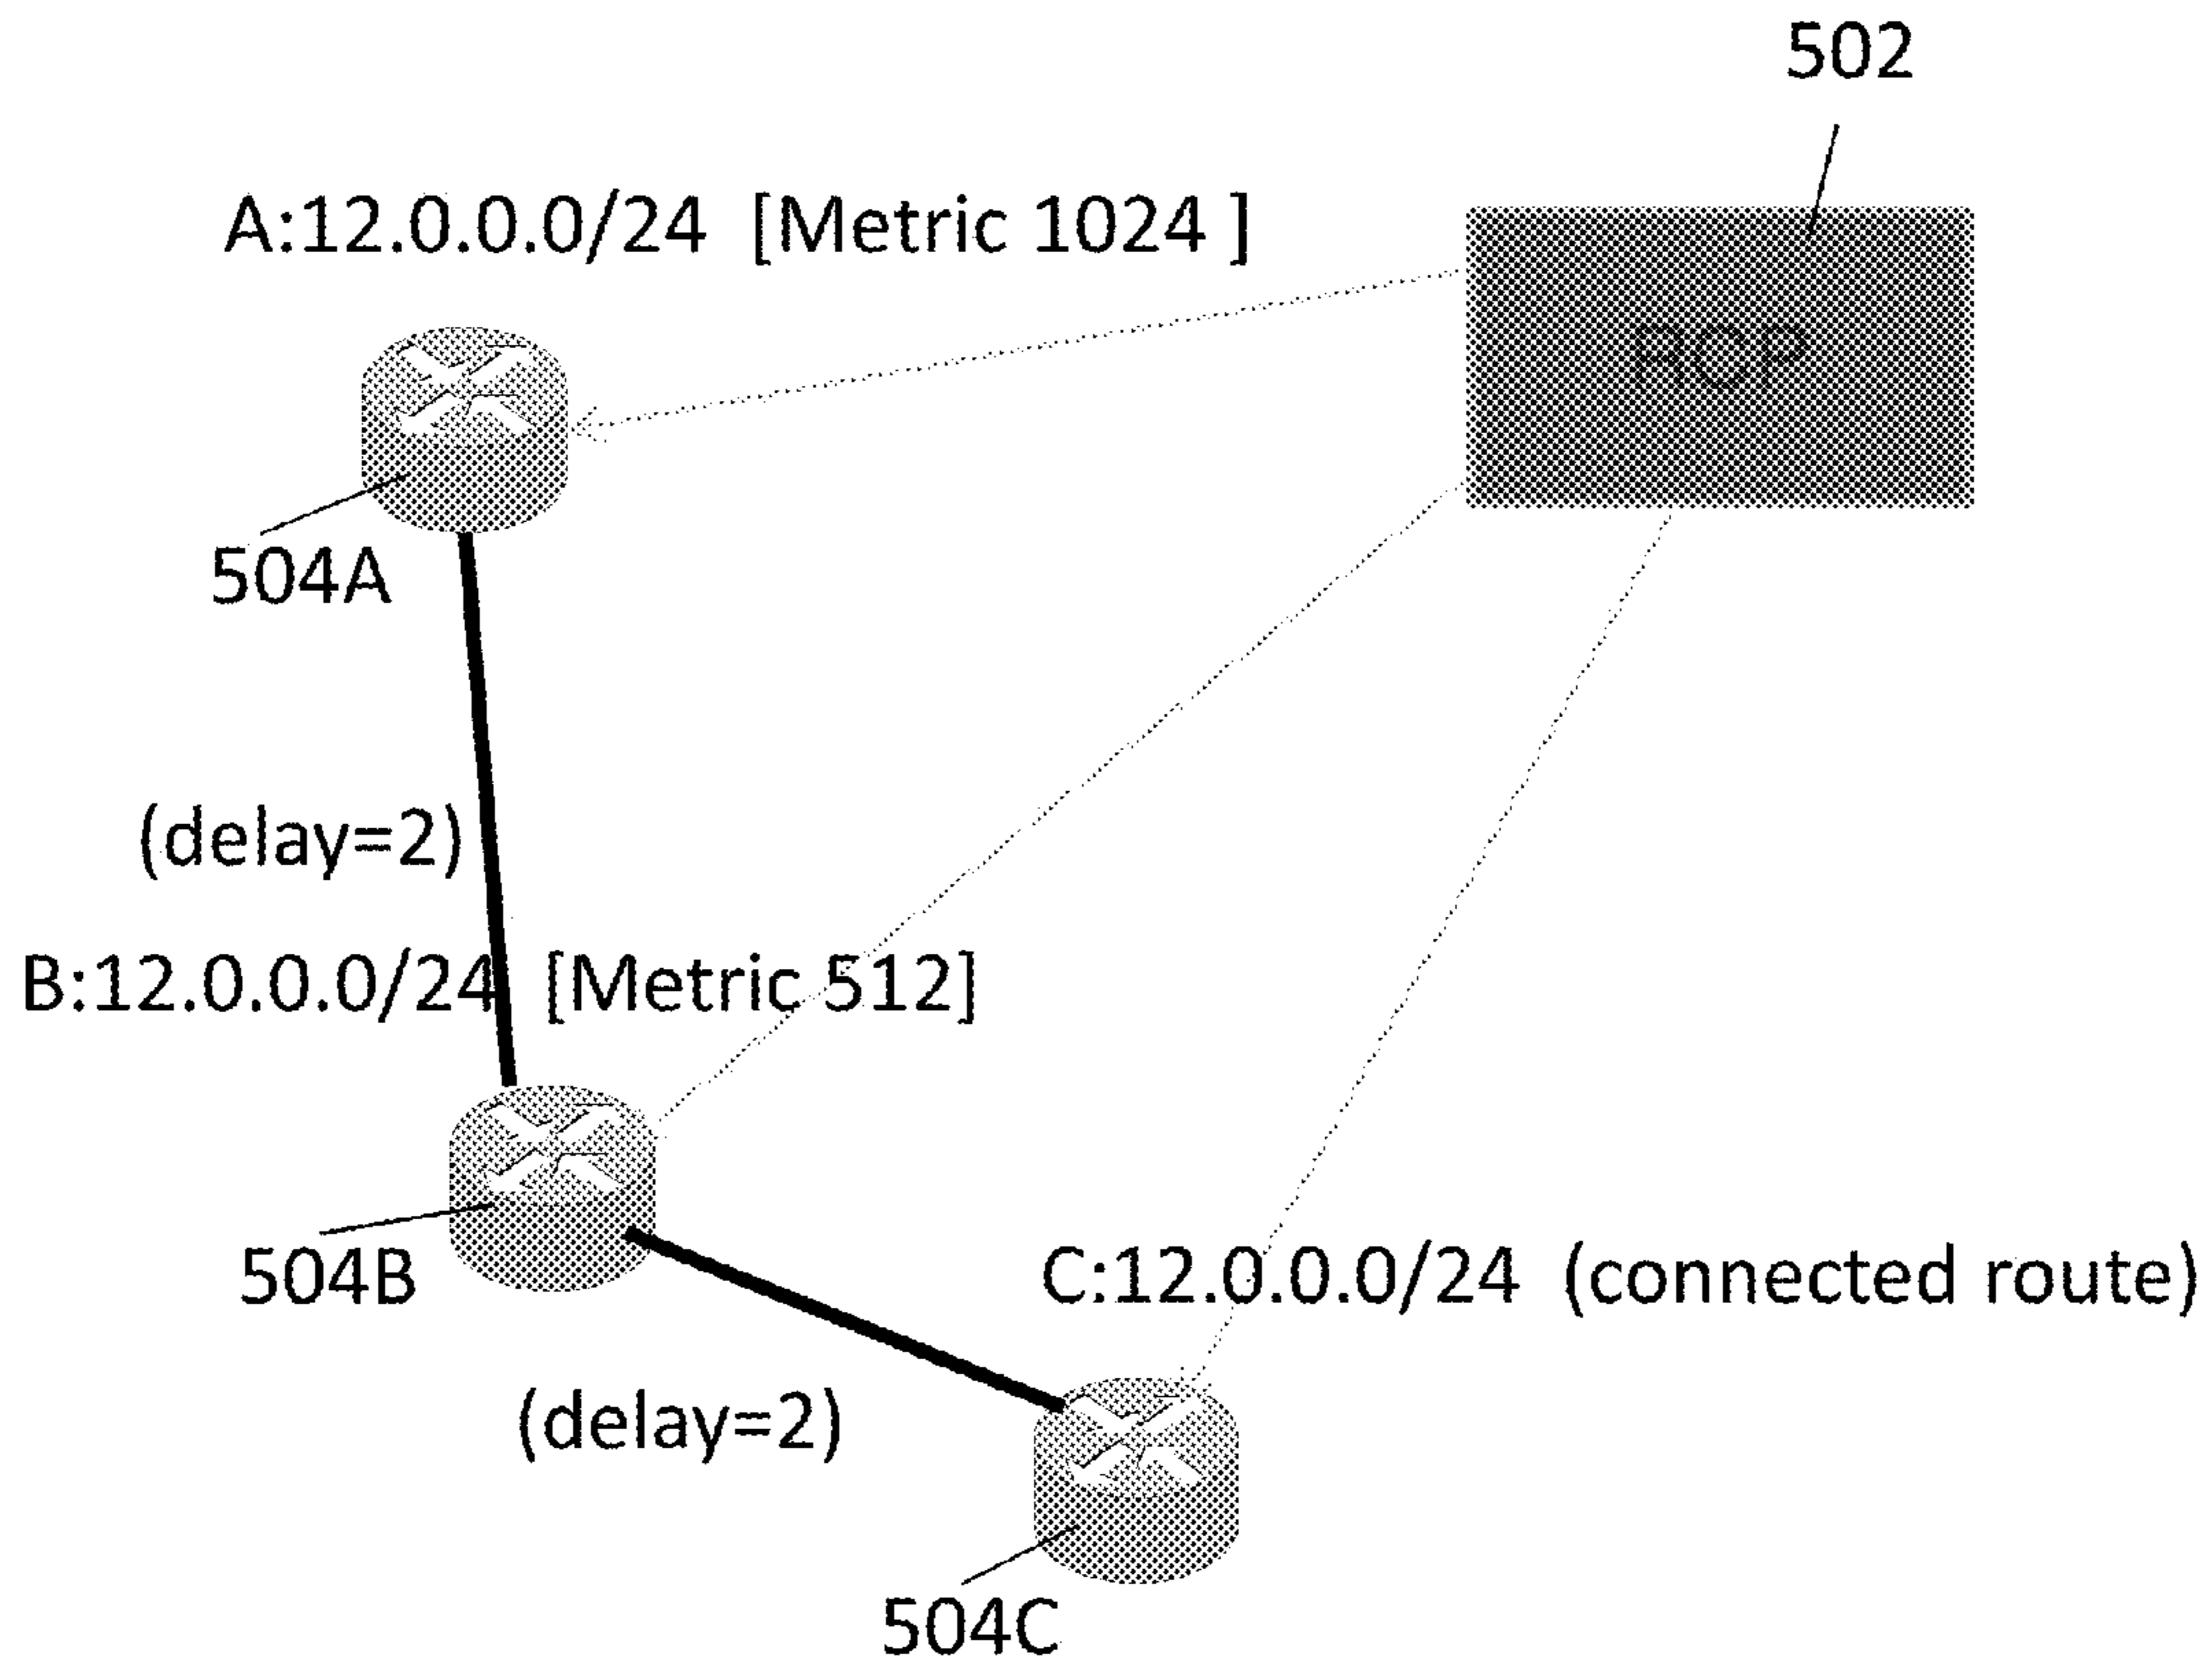 502
A:12.0.0.0/24 [Metric 1024 ]
RCP
504A
(delay=2)
B:12.0.0.0/24 [Metric 512]
504B
C:12.0.0.0/24 (connected route)
(delay=2)
504C